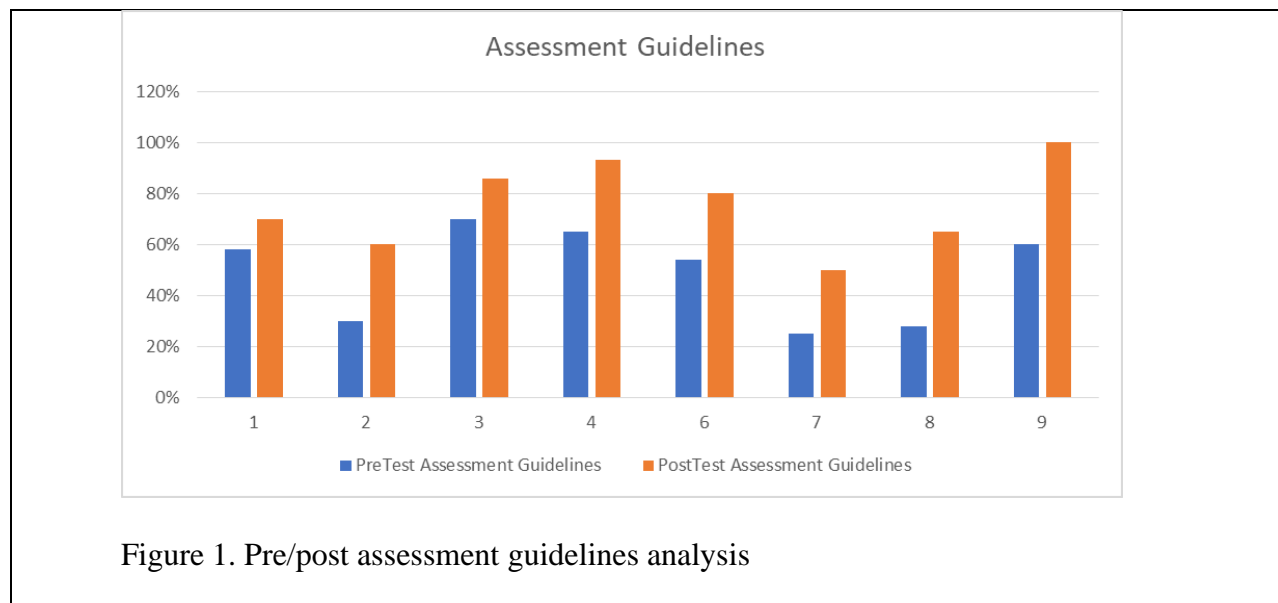 Assessment Guidelines
120%
100%
80%
60%
40%
20%
0%
1 2 3 4 6 7 8 9
PreTest Assessment Guidelines PostTest Assessment Guidelines
Figure 1. Pre/post assessment guidelines analysis